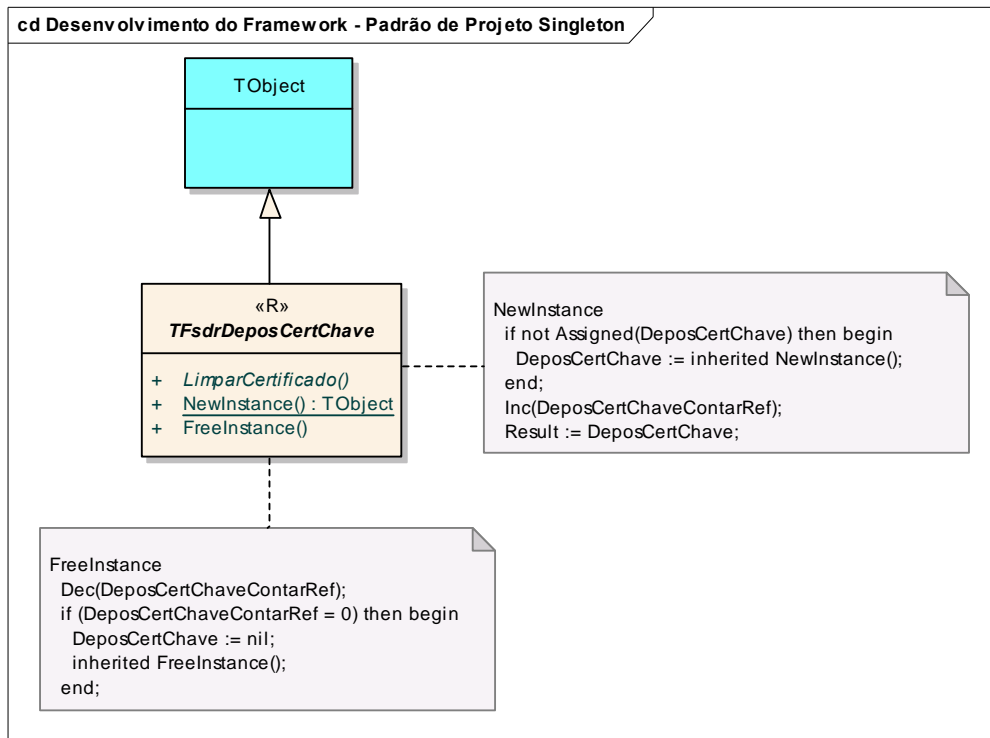 cd Desenvolvimento do Framework - Padrão de Projeto Singleton
TObject
«R»
TFsdrDeposCertChave
+ LimparCertificado()
+ NewInstance() : TObject
+ FreeInstance()
NewInstance
if not Assigned(DeposCertChave) then begin
DeposCertChave := inherited NewInstance();
end;
Inc(DeposCertChaveContarRef);
Result := DeposCertChave;
FreeInstance
Dec(DeposCertChaveContarRef);
if (DeposCertChaveContarRef = 0) then begin
DeposCertChave := nil;
inherited FreeInstance();
end;